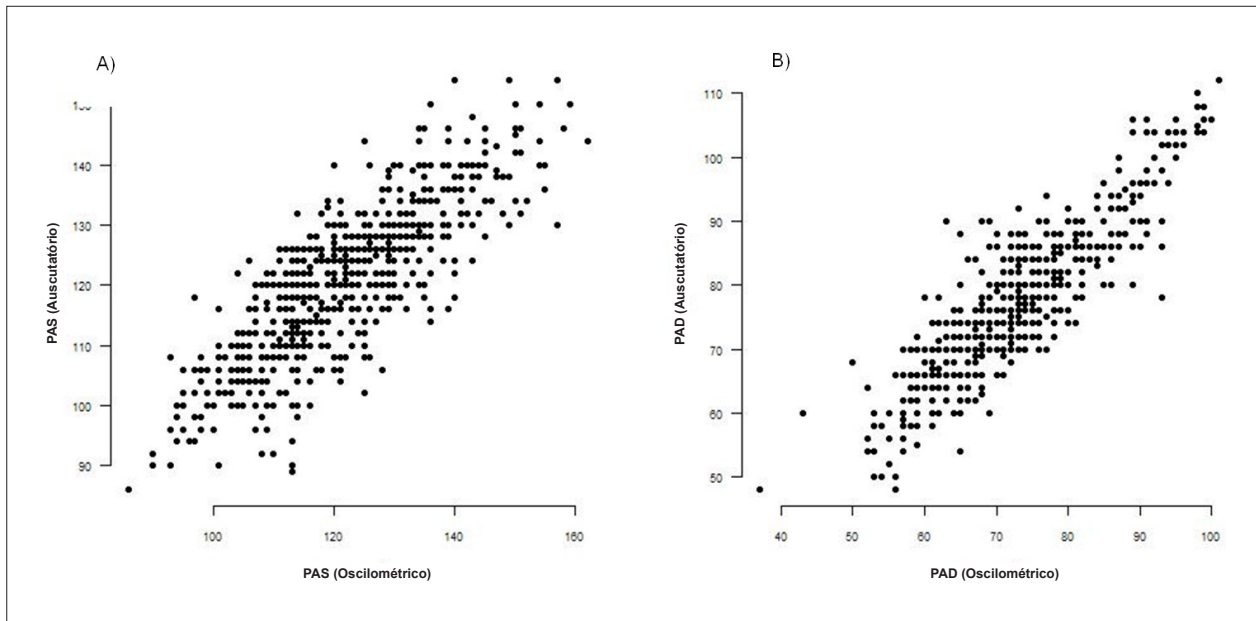 A)
140
130
120
110
100
90
100 120 140 160
PAS (Auscutatório)
PAS (Oscilométrico)
B)
110
100
90
80
70
60
50
40 50 60 70 80 90 100
PAD (Auscutatório)
PAD (Oscilométrico)